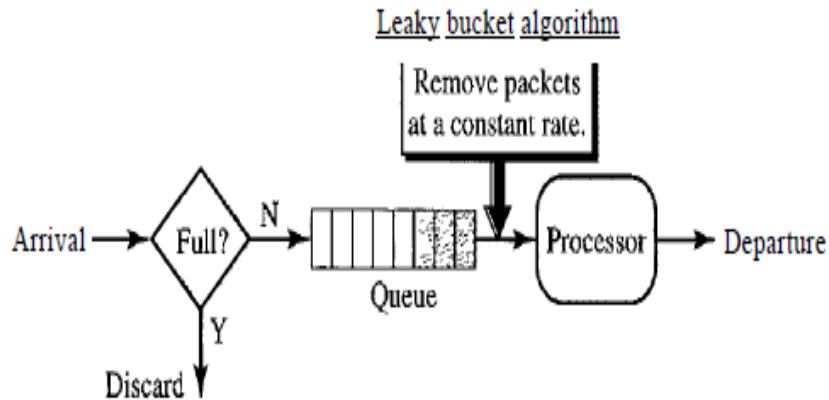 Leaky bucket algorithm
Remove packets
at a constant rate.
Arrival
Full?
N
Queue
Processor
Departure
Y
Discard